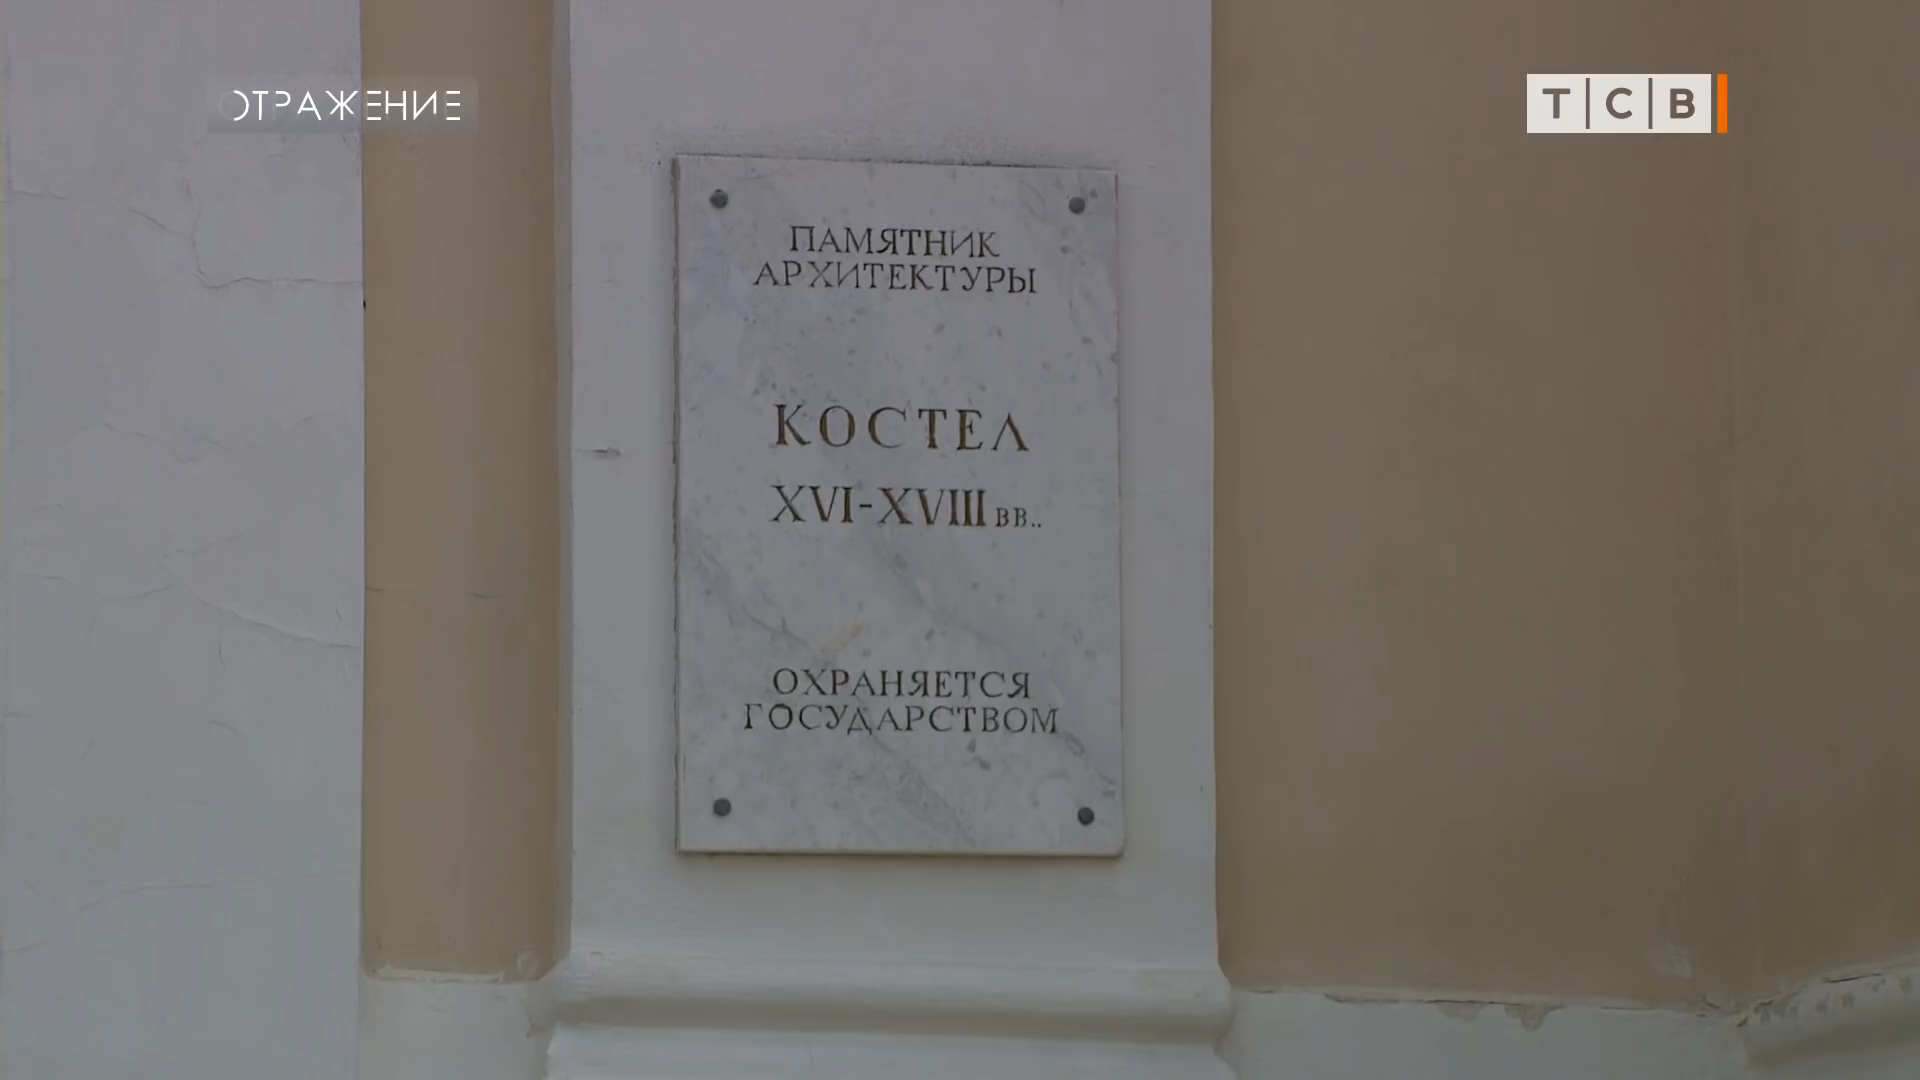 ОТРАЖЕНИЕ
ТСВ
ПАМЯТНИК
АРХИТЕКТУРЫ
КОСТЕЛ
XVI-XVIII вв..
ОХРАНЯЕТСЯ
ГОСУДАРСТВОМ